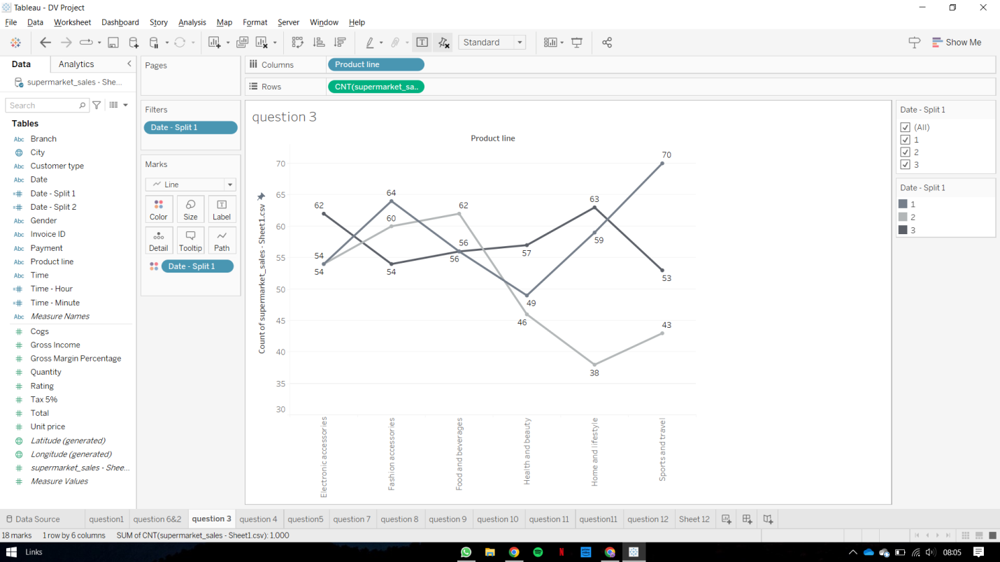 Tableau - DV Project
File Data Worksheet Dashboard Story Analysis Map Format Server Window Help
Standard
Show Me
Data Analytics
supermarket_sales - She...
Search
Tables
Abc Branch
City
Abc Customer type
Abc Date
=# Date - Split 1
=# Date - Split 2
Abc Gender
Abc Invoice ID
Abc Payment
Abc Product line
Abc Time
=# Time - Hour
=# Time - Minute
Abc Measure Names
# Cogs
# Gross Income
# Gross Margin Percentage
# Quantity
# Rating
# Tax 5%
# Total
# Unit price
Latitude (generated)
Longitude (generated)
# supermarket_sales - Shee...
# Measure Values
Pages
Filters
Date - Split 1
Marks
Line
Color Size Label
Detail Tooltip Path
Date - Split 1
Columns Product line
Rows CNT(supermarket_sa..
question 3
Product line
Count of supermarket_sales - Sheet1.csv
70
65
60
55
50
45
40
35
30
70
64
62 62 63
60
54 56 57 59
54 54 56 53
49
46 43
38
Electronic accessories
Fashion accessories
Food and beverages
Health and beauty
Home and lifestyle
Sports and travel
Date - Split 1
(All)
1
2
3
Date - Split 1
1
2
3
Data Source question1 question 6&2 question 3 question 4 question5 question 7 question 8 question 9 question 10 question 11 question11 question 12 Sheet 12
18 marks 1 row by 6 columns SUM of CNT(supermarket_sales - Sheet1.csv): 1.000
Links 08:05